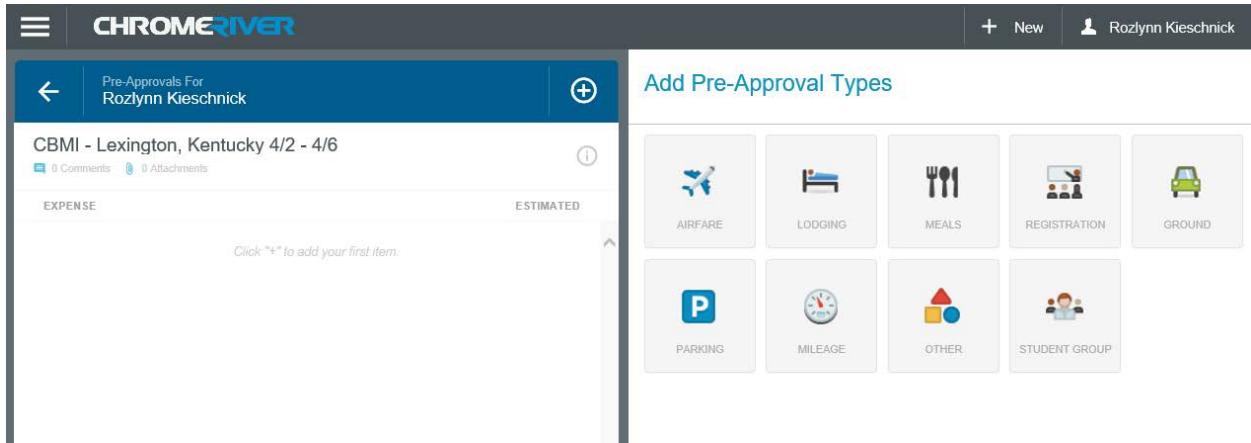 CHROMERIVER
+ New
Rozlynn Kieschnick
Pre-Approvals For
Rozlynn Kieschnick
CBMI - Lexington, Kentucky 4/2 - 4/6
0 Comments 0 Attachments
EXPENSE ESTIMATED
Click "+" to add your first item.
Add Pre-Approval Types
AIRFARE LODGING MEALS REGISTRATION GROUND
P
PARKING MILEAGE OTHER STUDENT GROUP